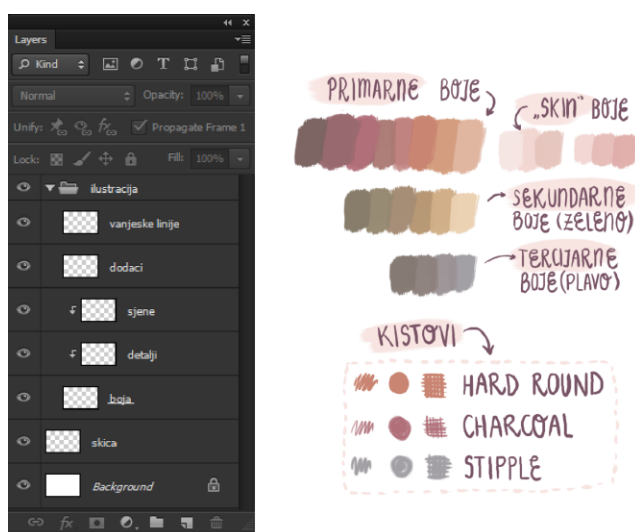 Layers
Kind
T
Normal
Opacity: 100%
Unify:
Propagate Frame 1
Lock:
Fill: 100%
ilustracija
vanjeske linije
dodaci
sjene
detalji
boja
skica
Background
fx
PRIMARNE BOJE
„SKIN” BOJE
SEKUNDARNE
BOJE (ZELENO)
TERCIJARNE
BOJE (PLAVO)
KISTOVI
HARD ROUND
CHARCOAL
STIPPLE